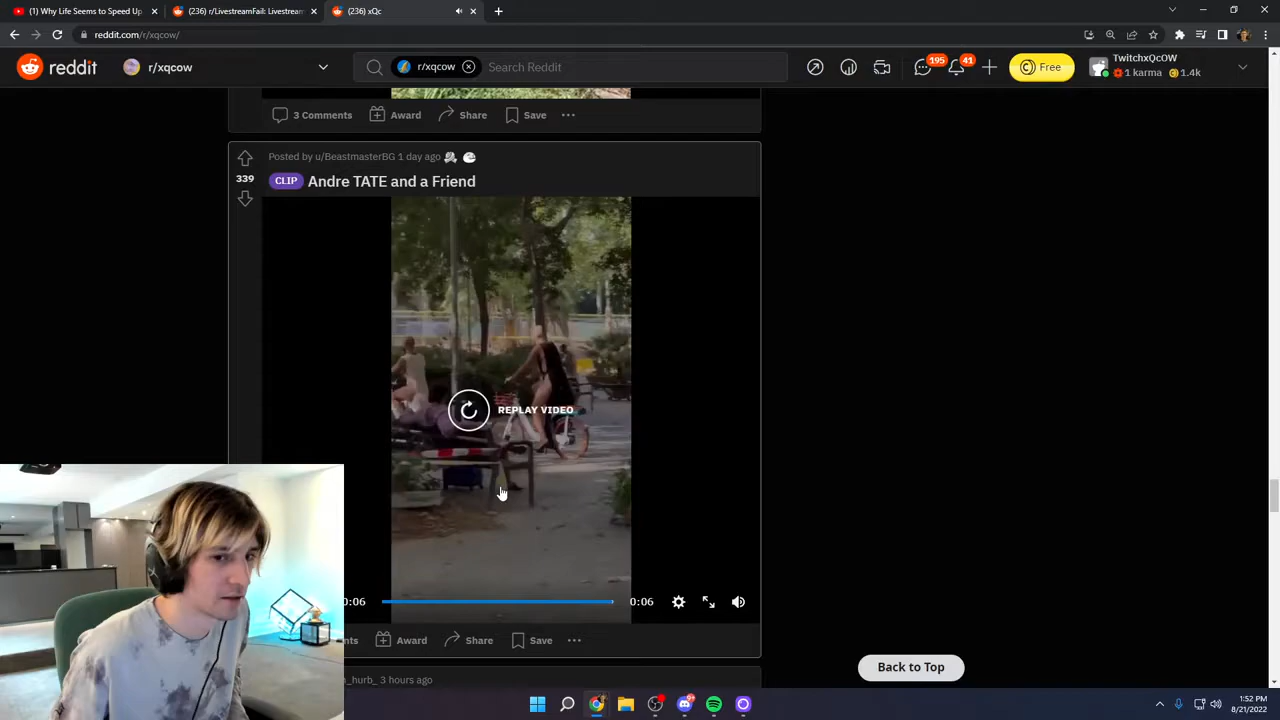 (1) Why Life Seems to Speed Up
(236) r/LivestreamFail: Livestream
(236) xQc
reddit.com/r/xqcow/
reddit
r/xqcow
r/xqcow
Search Reddit
195
41
Free
TwitchxQcOW
1 karma
1.4k
3 Comments
Award
Share
Save
Posted by u/BeastmasterBG 1 day ago
339
CLIP
Andre TATE and a Friend
REPLAY VIDEO
0:06
0:06
Award
Share
Save
Back to Top
3 hours ago
1:52 PM
8/21/2022